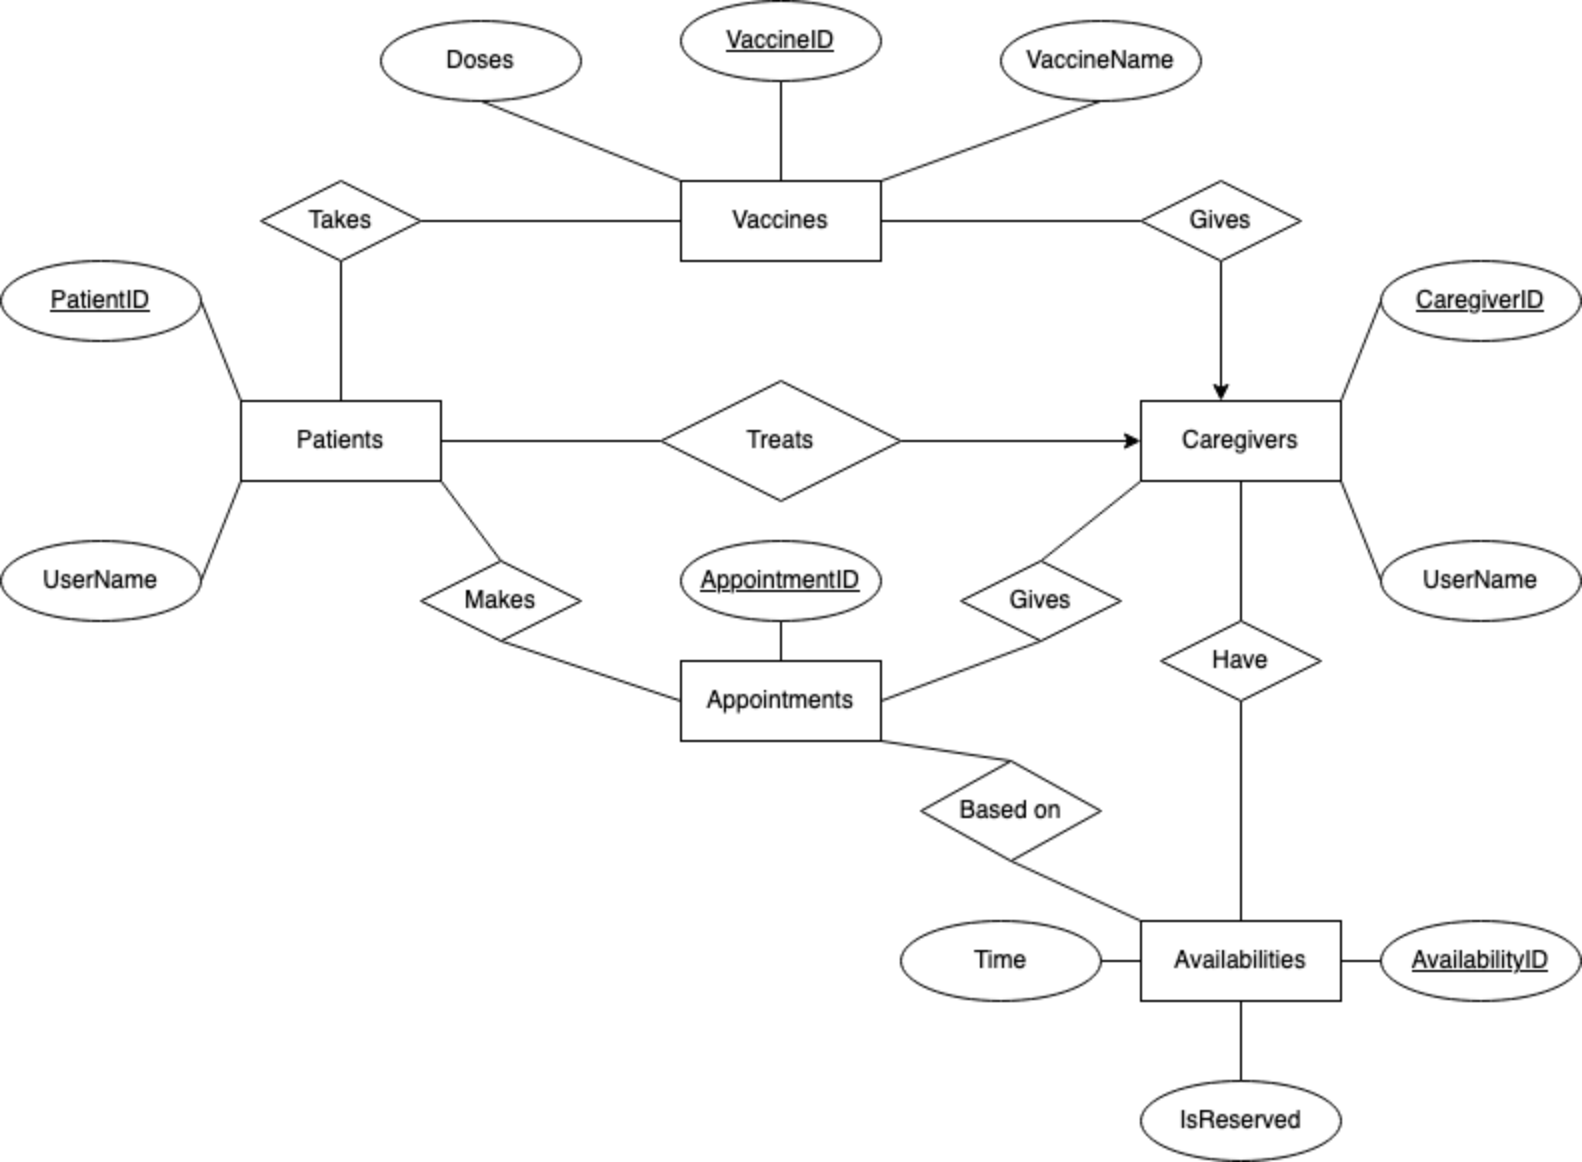 Doses
VaccineID
VaccineName
Takes
Vaccines
Gives
PatientID
CaregiverID
Patients
Treats
Caregivers
UserName
Makes
AppointmentID
Gives
UserName
Have
Appointments
Based on
Time
Availabilities
AvailabilityID
IsReserved